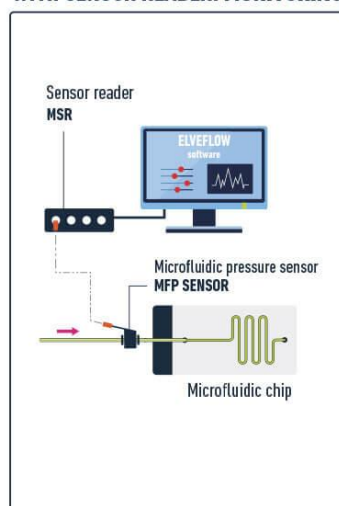 Sensor reader
MSR
ELVEFLOW
software
Microfluidic pressure sensor
MFP SENSOR
Microfluidic chip